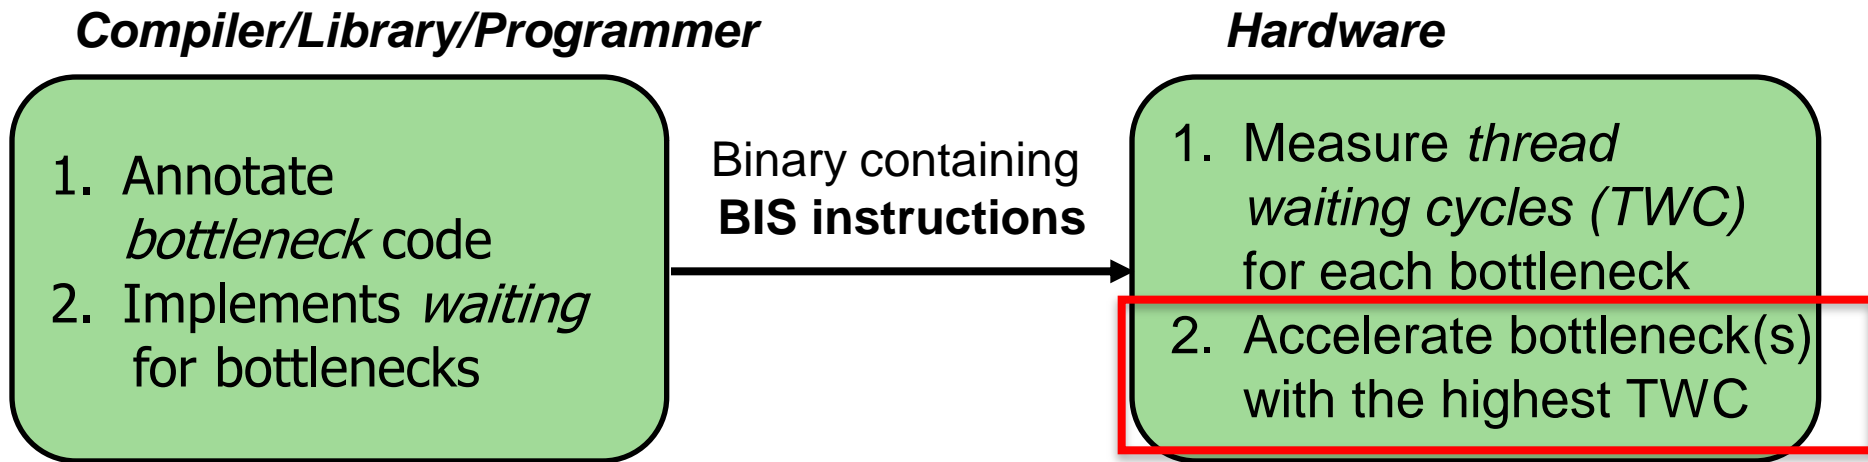 Compiler/Library/Programmer
1. Annotate
bottleneck code
2. Implements waiting
for bottlenecks
Binary containing
BIS instructions
Hardware
1. Measure thread
waiting cycles (TWC)
for each bottleneck
2. Accelerate bottleneck(s)
with the highest TWC